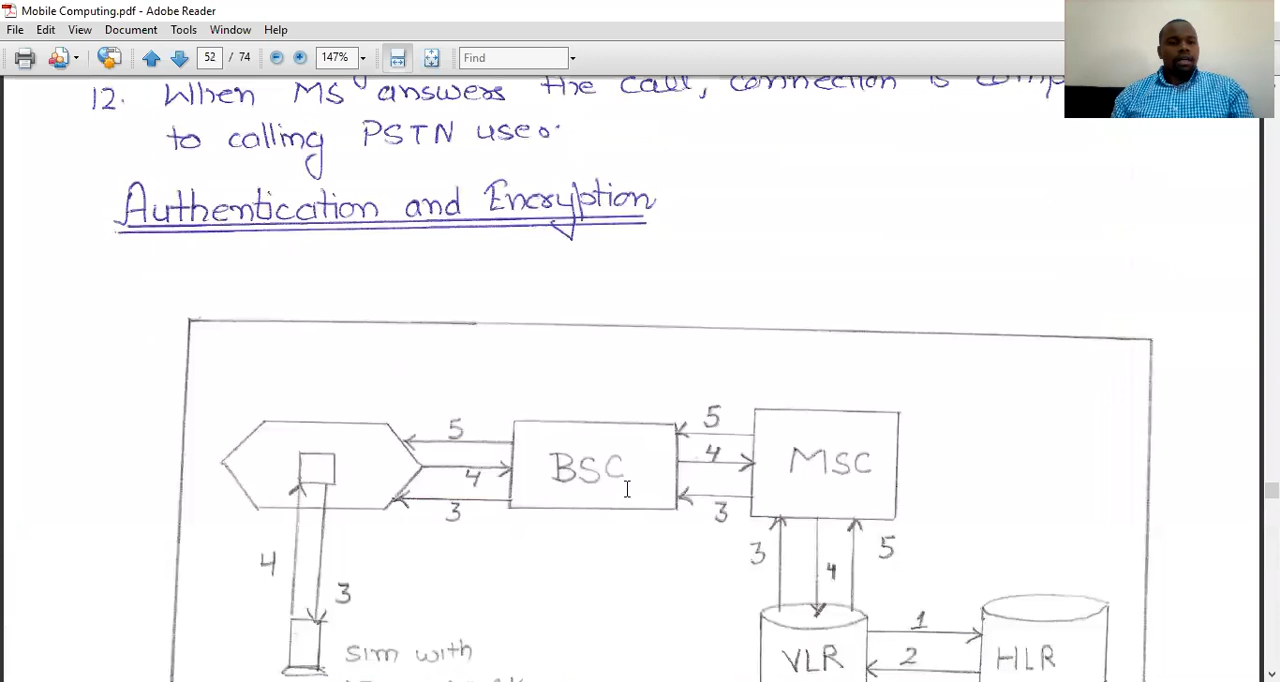 Mobile Computing.pdf - Adobe Reader
File Edit View Document Tools Window Help
52 / 74 147% Find
12. When MS answers the call, connection is
to calling PSTN user
Authentication and Encryption
5 5
BSC MSC
4 4
3 3
3 4 5
4 3
1
VLR 2 HLR
Sim with